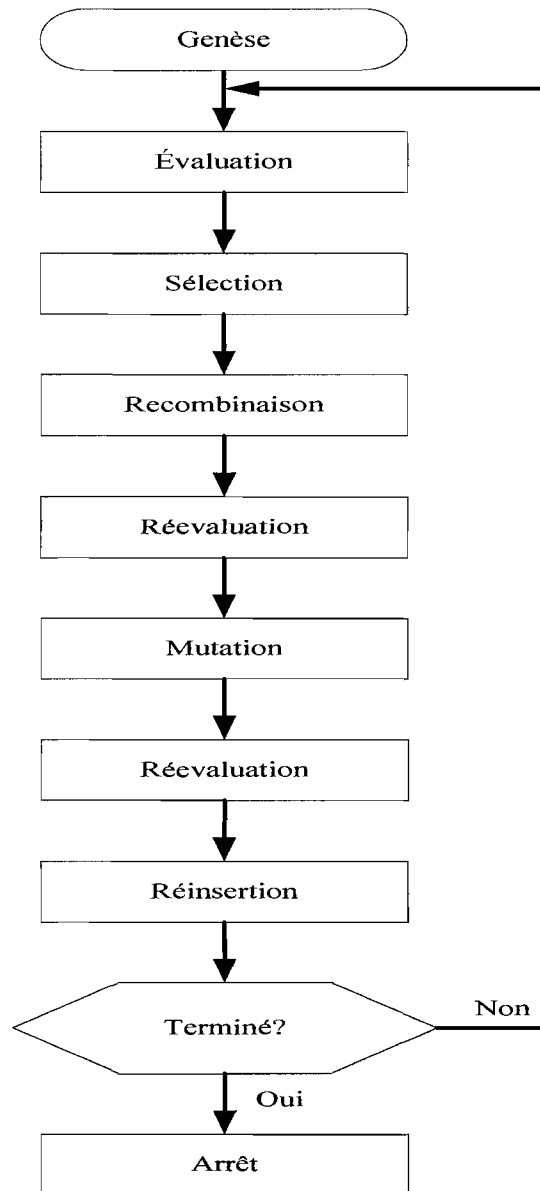 Genèse
Évaluation
Sélection
Recombinaison
Réevaluation
Mutation
Réevaluation
Réinsertion
Terminé?
Non
Oui
Arrêt